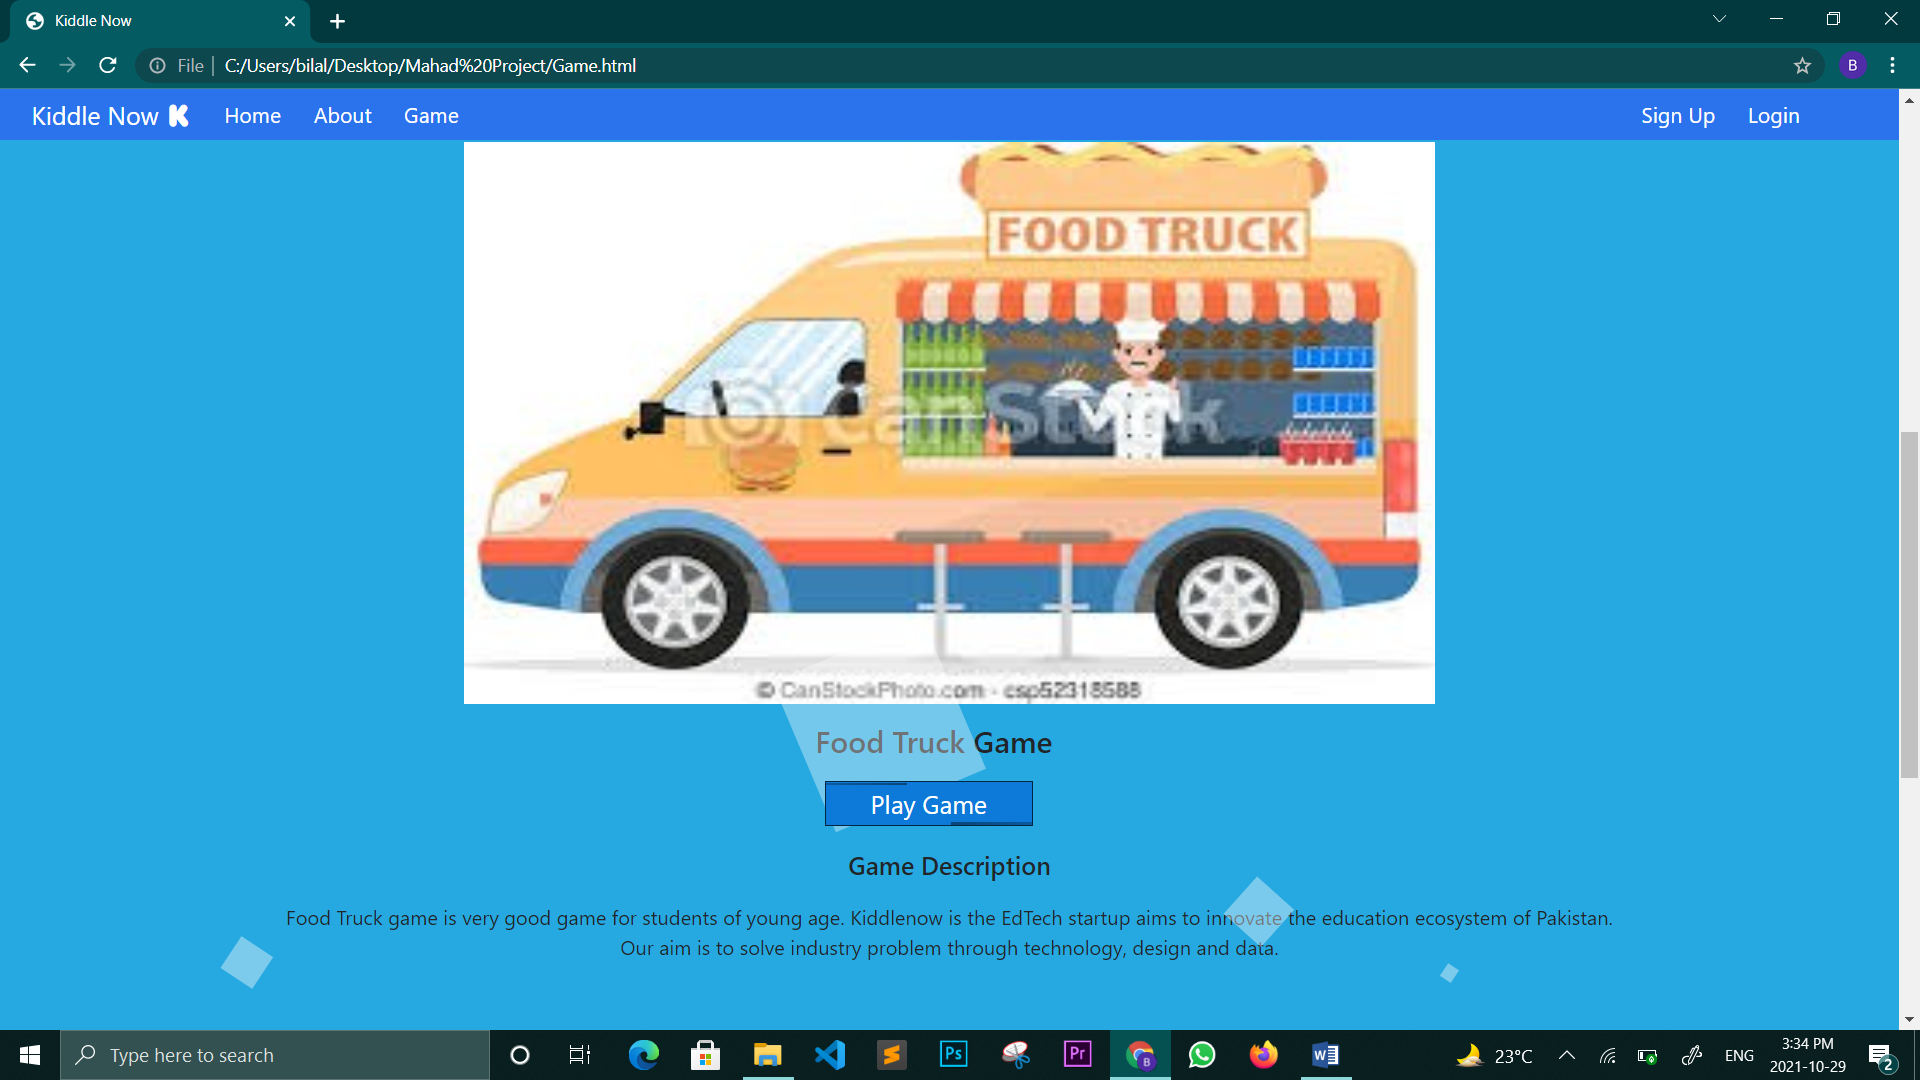 Kiddle Now
File
C:/Users/bilal/Desktop/Mahad%20Project/Game.html
B
Kiddle Now K Home About Game Sign Up Login
FOOD TRUCK
CanStock
© CanStockPhoto.com - csp52318588
Food Truck Game
Play Game
Game Description
Food Truck game is very good game for students of young age. Kiddlenow is the EdTech startup aims to innovate the education ecosystem of Pakistan.
Our aim is to solve industry problem through technology, design and data.
Type here to search
Ps
Pr
B
W
23°C
ENG
3:34 PM
2021-10-29
2